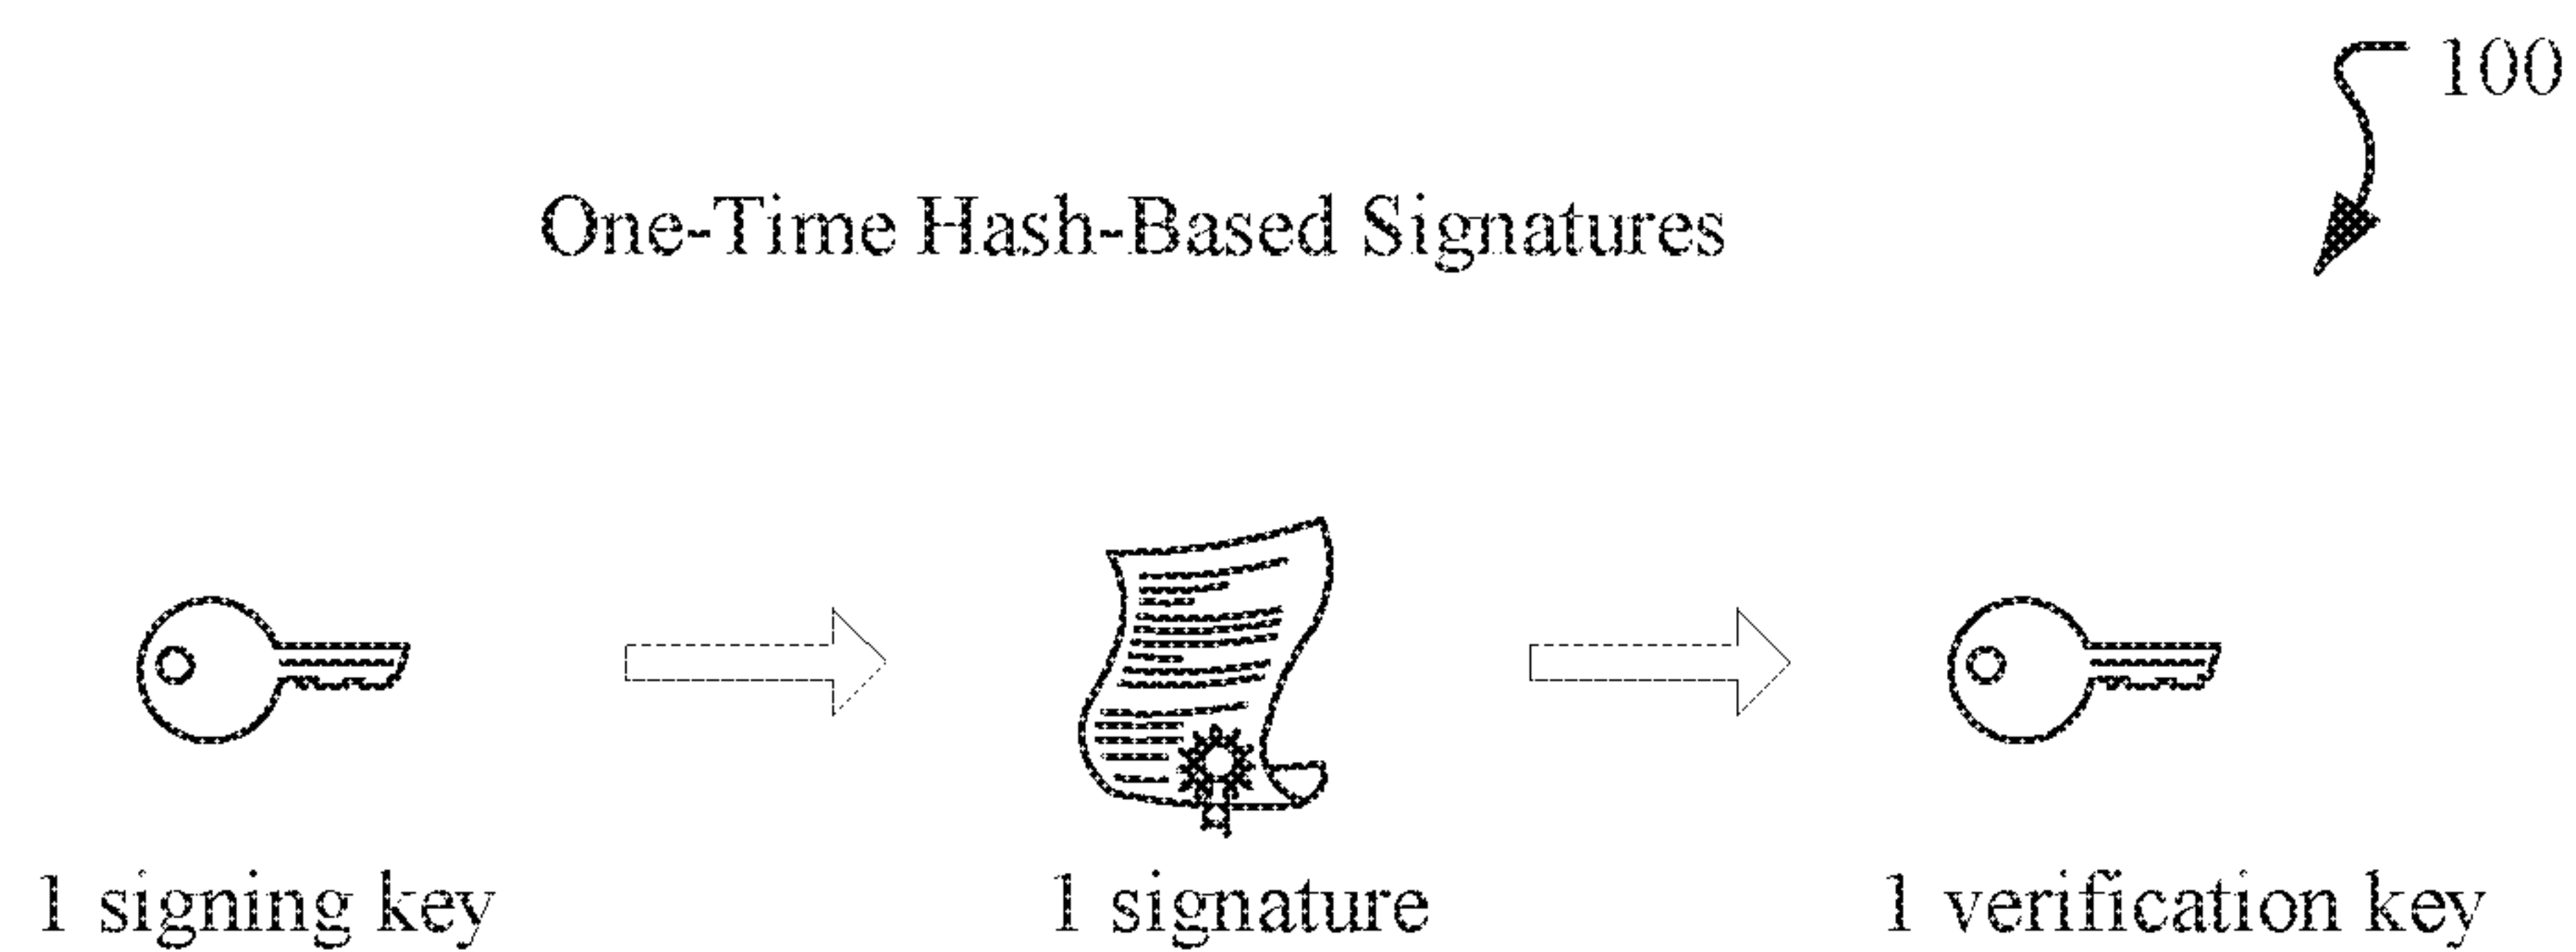 100
One-Time Hash-Based Signatures
1 signing key
1 signature
1 verification key